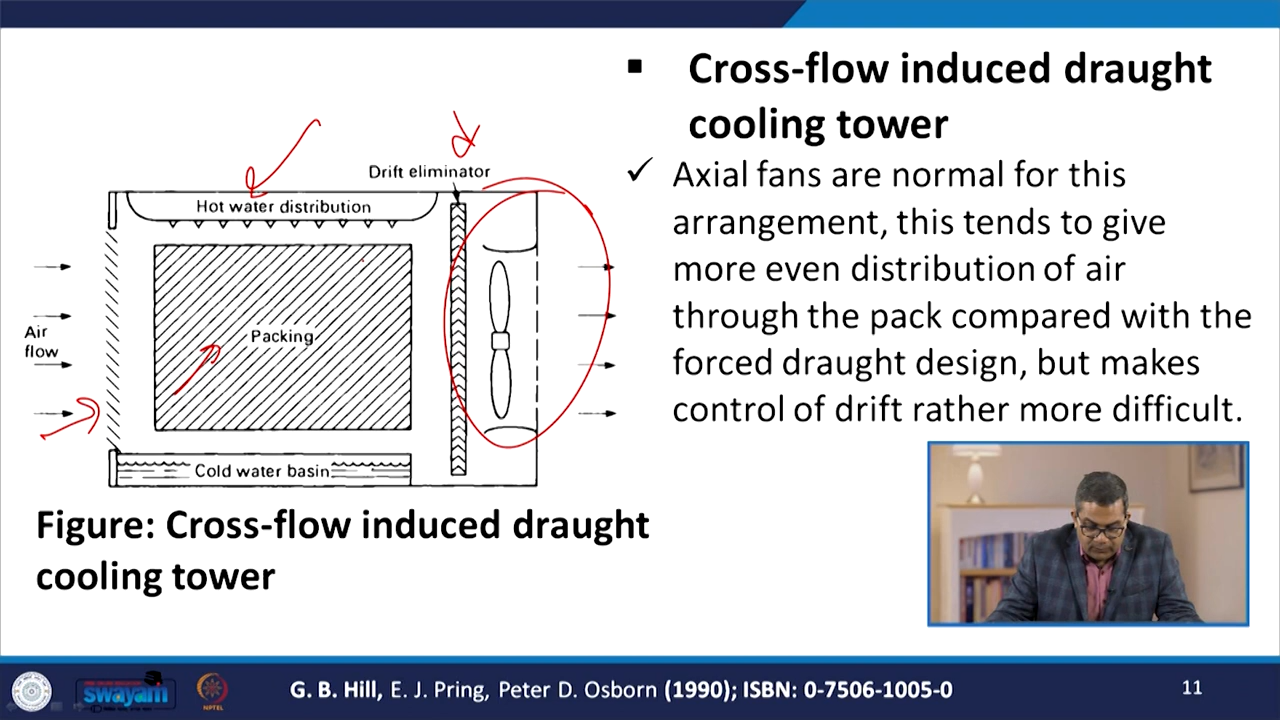 ▪ Cross-flow induced draught
cooling tower
✓ Axial fans are normal for this
arrangement, this tends to give
more even distribution of air
through the pack compared with the
forced draught design, but makes
control of drift rather more difficult.
Drift eliminator
Hot water distribution
Packing
Air
flow
Cold water basin
Figure: Cross-flow induced draught
cooling tower
swayam
NPTEL
G. B. Hill, E. J. Pring, Peter D. Osborn (1990); ISBN: 0-7506-1005-0
11